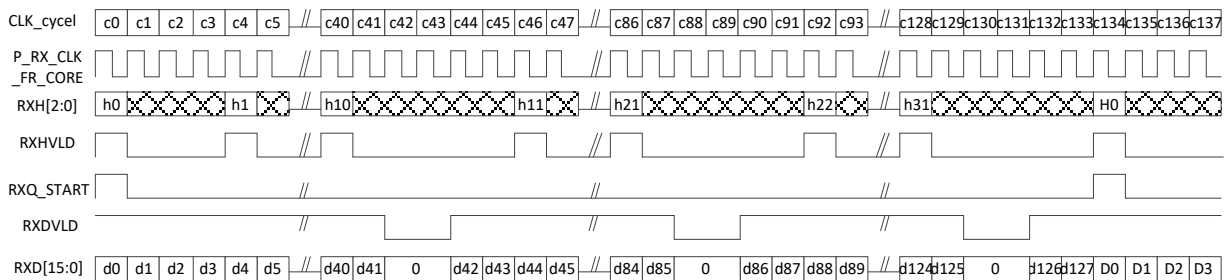 CLK_cycel c0 c1 c2 c3 c4 c5 c40 c41 c42 c43 c44 c45 c46 c47 c86 c87 c88 c89 c90 c91 c92 c93 c128 c129 c130 c131 c132 c133 c134 c135 c136 c137
P_RX_CLK
_FR_CORE
RXH[2:0] h0 h1 h10 h11 h21 h22 h31 H0
RXHVLD
RXQ_START
RXDVLD
RXD[15:0] d0 d1 d2 d3 d4 d5 d40 d41 0 d42 d43 d44 d45 d84 d85 0 d86 d87 d88 d89 d124 d125 0 d126 d127 D0 D1 D2 D3